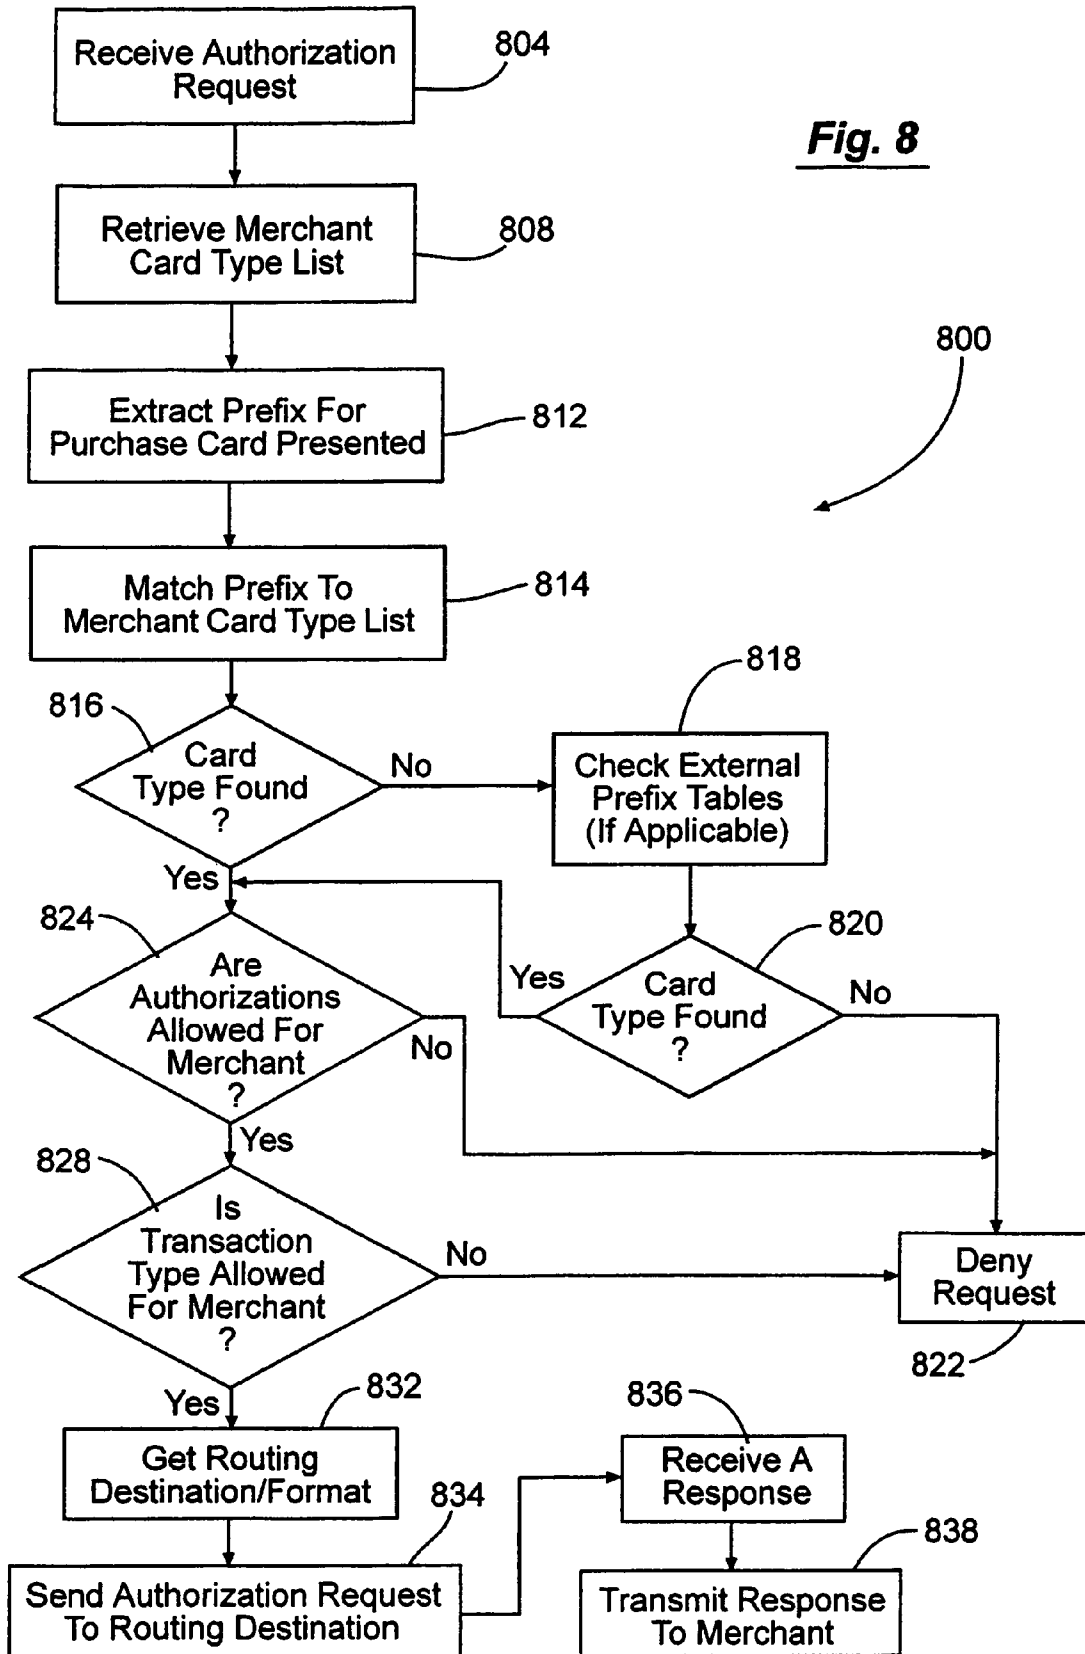 Receive Authorization
Request
804
Fig. 8
Retrieve Merchant
Card Type List
808
800
Extract Prefix For
Purchase Card Presented
812
Match Prefix To
Merchant Card Type List
814
816
Card
Type Found
?
No
Yes
818
Check External
Prefix Tables
(If Applicable)
820
Card
Type Found
?
Yes
No
824
Are
Authorizations
Allowed For
Merchant
?
No
Yes
828
Is
Transaction
Type Allowed
For Merchant
?
No
Yes
Deny
Request
822
832
Get Routing
Destination/Format
834
Send Authorization Request
To Routing Destination
836
Receive A
Response
838
Transmit Response
To Merchant